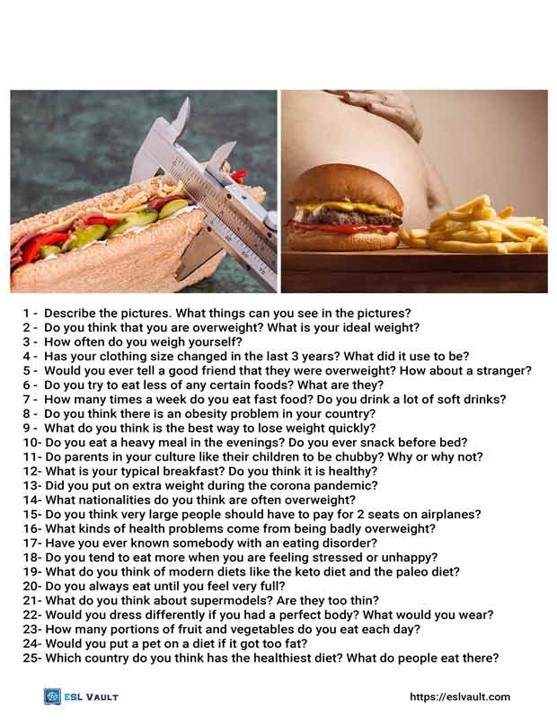 1 - Describe the pictures. What things can you see in the pictures?
2 - Do you think that you are overweight? What is your ideal weight?
3 - How often do you weigh yourself?
4 - Has your clothing size changed in the last 3 years? What did it use to be?
5 - Would you ever tell a good friend that they were overweight? How about a stranger?
6 - Do you try to eat less of any certain foods? What are they?
7 - How many times a week do you eat fast food? Do you drink a lot of soft drinks?
8 - Do you think there is an obesity problem in your country?
9 - What do you think is the best way to lose weight quickly?
10- Do you eat a heavy meal in the evenings? Do you ever snack before bed?
11- Do parents in your culture like their children to be chubby? Why or why not?
12- What is your typical breakfast? Do you think it is healthy?
13- Did you put on extra weight during the corona pandemic?
14- What nationalities do you think are often overweight?
15- Do you think very large people should have to pay for 2 seats on airplanes?
16- What kinds of health problems come from being badly overweight?
17- Have you ever known somebody with an eating disorder?
18- Do you tend to eat more when you are feeling stressed or unhappy?
19- What do you think of modern diets like the keto diet and the paleo diet?
20- Do you always eat until you feel very full?
21- What do you think about supermodels? Are they too thin?
22- Would you dress differently if you had a perfect body? What would you wear?
23- How many portions of fruit and vegetables do you eat each day?
24- Would you put a pet on a diet if it got too fat?
25- Which country do you think has the healthiest diet? What do people eat there?
ESL VAULT
https://eslvault.com